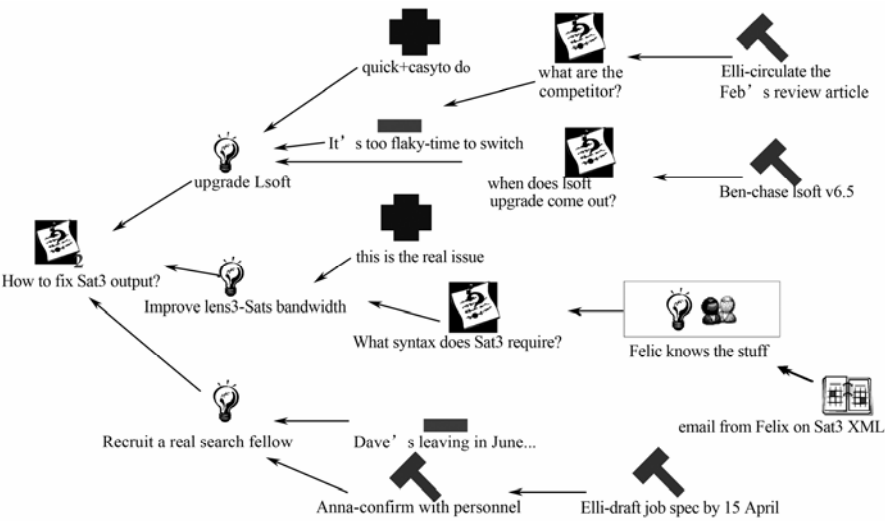 quick+casyto do
what are the
competitor?
Elli-circulate the
Feb’s review article
It’s too flaky-time to switch
upgrade Lsoft
when does lsoft
upgrade come out?
Ben-chase lsoft v6.5
this is the real issue
2
How to fix Sat3 output?
Improve lens3-Sats bandwidth
What syntax does Sat3 require?
Felic knows the stuff
email from Felix on Sat3 XML
Recruit a real search fellow
Dave’s leaving in June...
Anna-confirm with personnel
Elli-draft job spec by 15 April